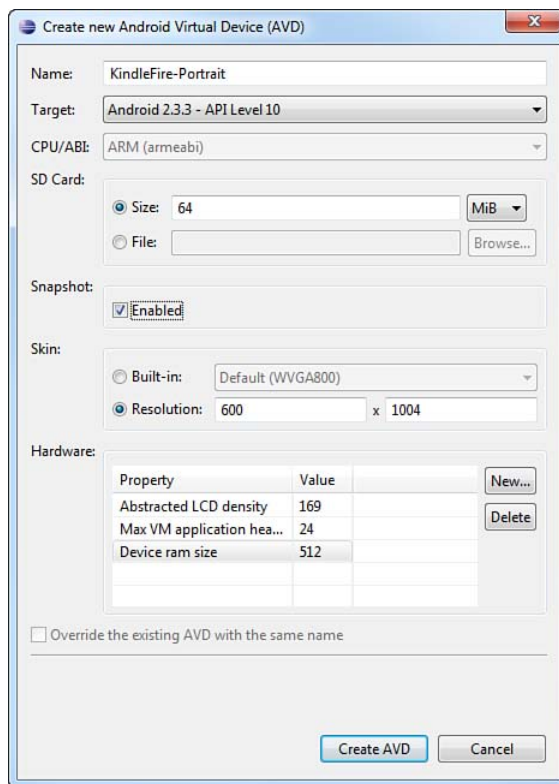 Create new Android Virtual Device (AVD)
Name: KindleFire-Portrait
Target: Android 2.3.3 - API Level 10
CPU/ABI: ARM (armeabi)
SD Card:
Size: 64 MiB
File: Browse...
Snapshot:
Enabled
Skin:
Built-in: Default (WVGA800)
Resolution: 600 x 1004
Hardware:
Property Value New...
Abstracted LCD density 169
Max VM application hea... 24 Delete
Device ram size 512
Override the existing AVD with the same name
Create AVD Cancel